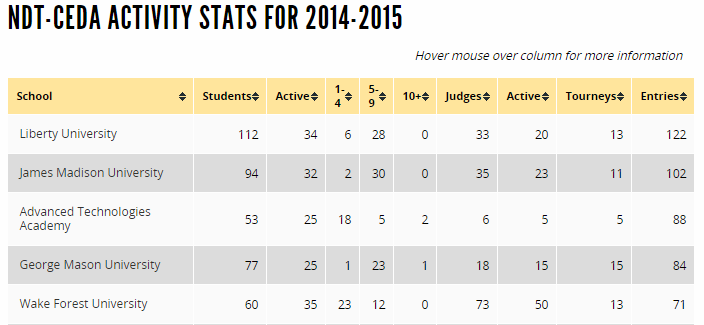 NDT-CEDA ACTIVITY STATS FOR 2014-2015
Hover mouse over column for more information
School Students Active 1-4 5-9 10+ Judges Active Tourneys Entries
Liberty University 112 34 6 28 0 33 20 13 122
James Madison University 94 32 2 30 0 35 23 11 102
Advanced Technologies Academy 53 25 18 5 2 6 5 5 88
George Mason University 77 25 1 23 1 18 15 15 84
Wake Forest University 60 35 23 12 0 73 50 13 71